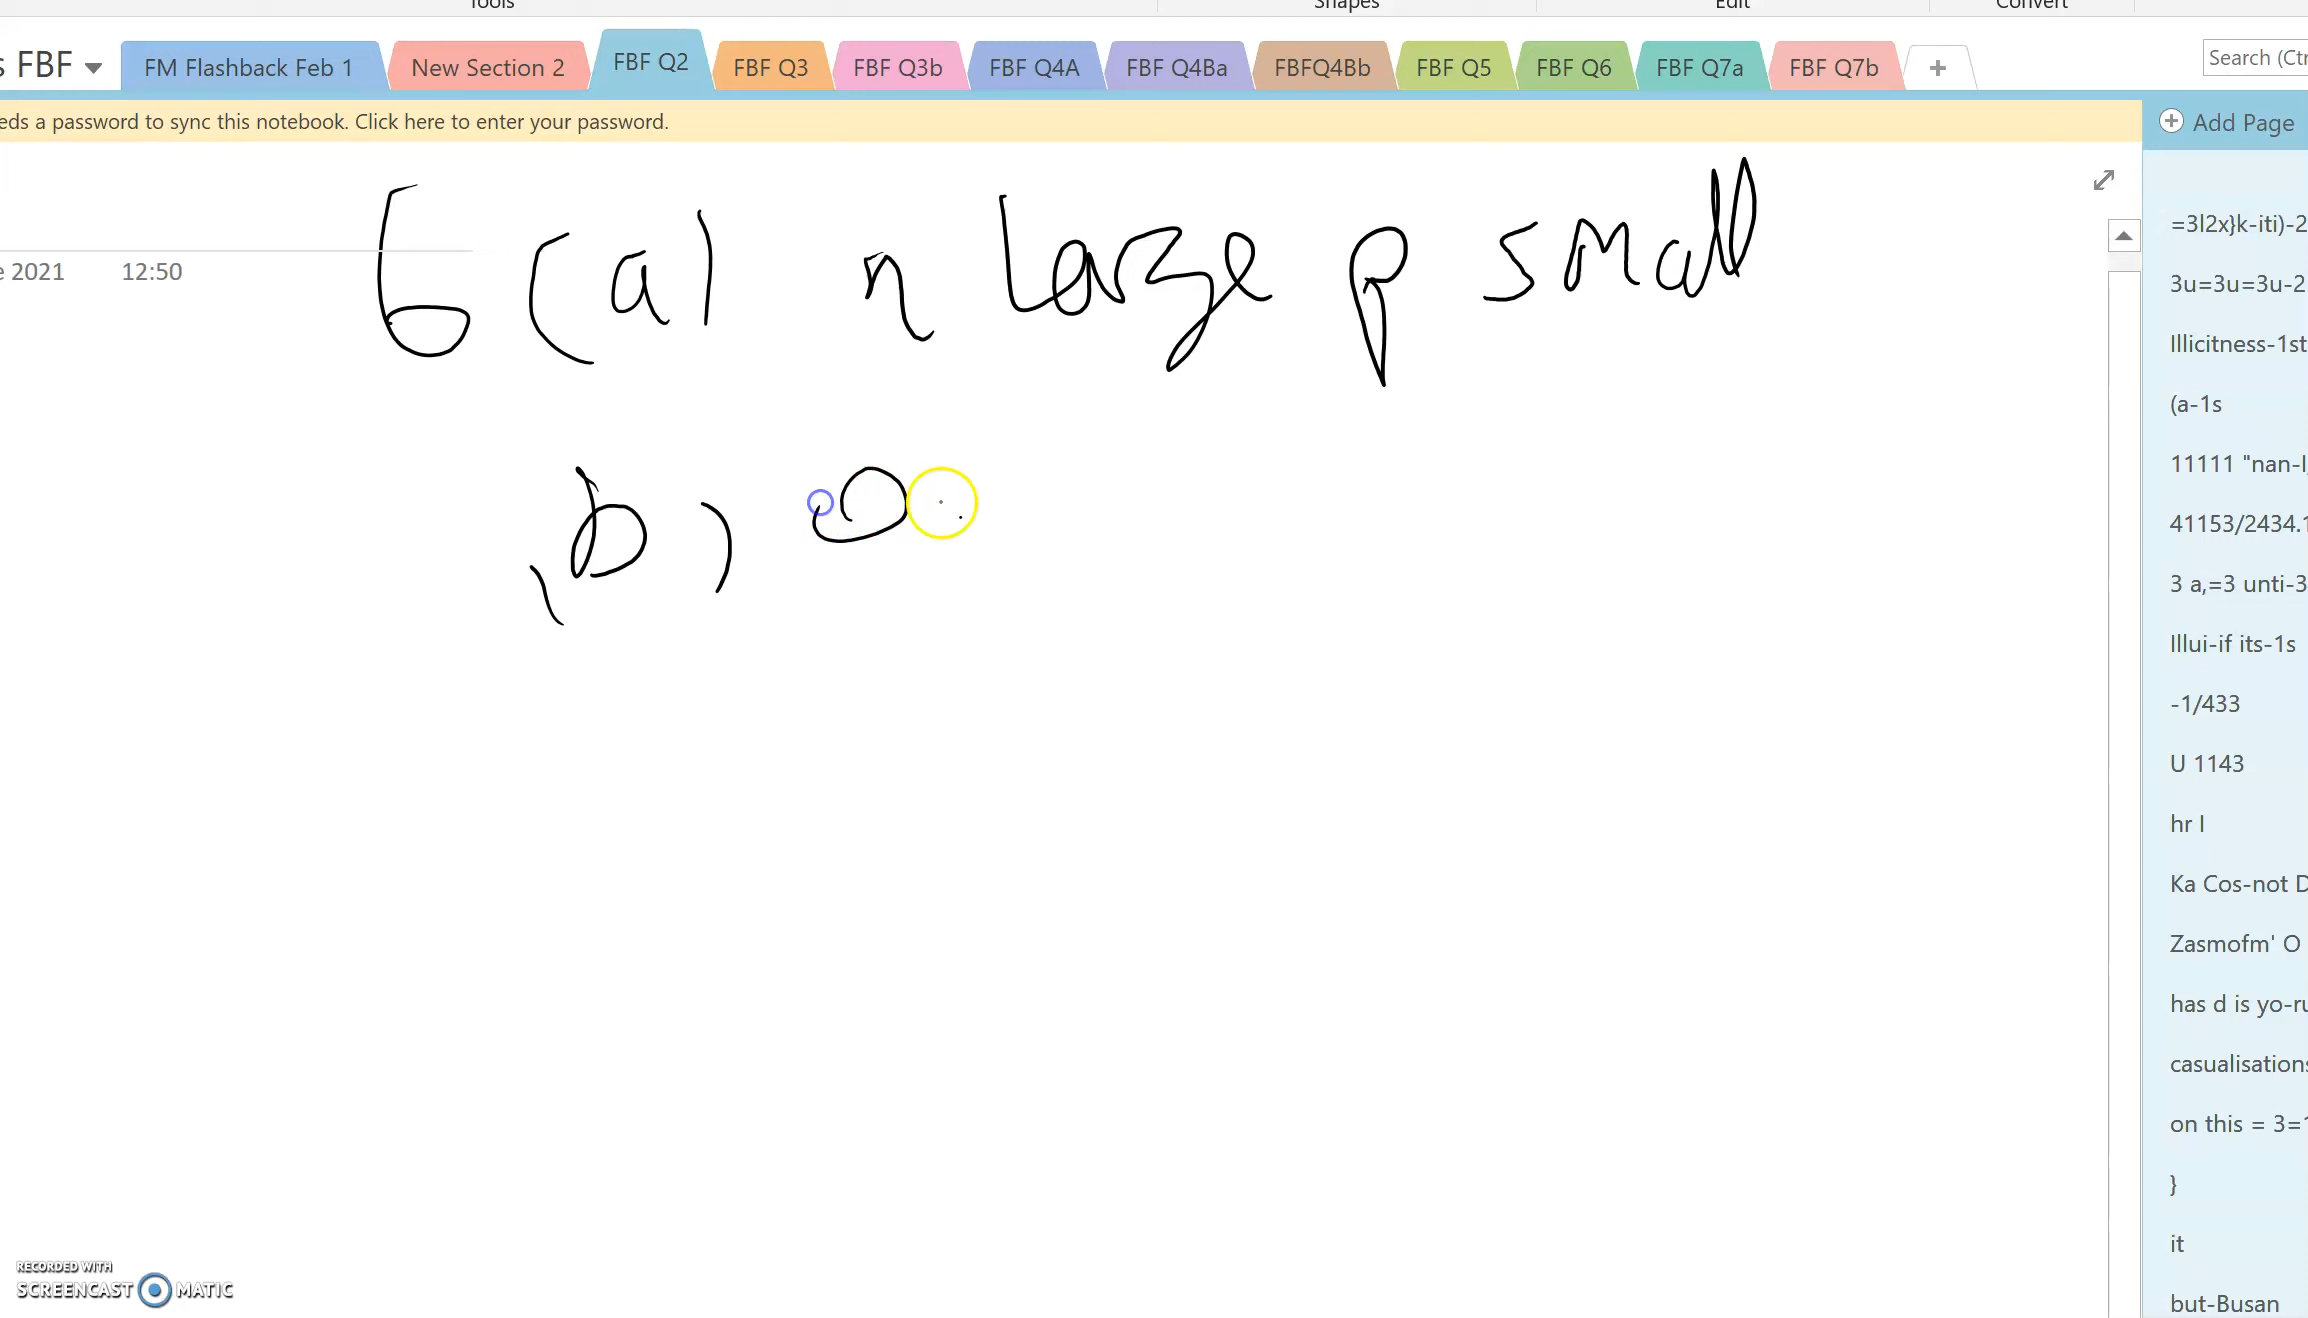 Tools Shapes Edit Convert
s FBF FM Flashback Feb 1 New Section 2 FBF Q2 FBF Q3 FBF Q3b FBF Q4A FBF Q4Ba FBFQ4Bb FBF Q5 FBF Q6 FBF Q7a FBF Q7b + Search (Ctr
eds a password to sync this notebook. Click here to enter your password.
Add Page
6 (a) n large p small
e 2021 12:50
(b) 0.
=3l2x}k-iti)-2
3u=3u=3u-2
Illicitness-1st
(a-1s
11111 "nan-I,
41153/2434.1
3 a,=3 unti-3
Illui-if its-1s
-1/433
U 1143
hr I
Ka Cos-not D
Zasmofm' O
has d is yo-ru
casualisations
on this = 3=1
}
it
but-Busan
RECORDED WITH
SCREENCAST MATIC